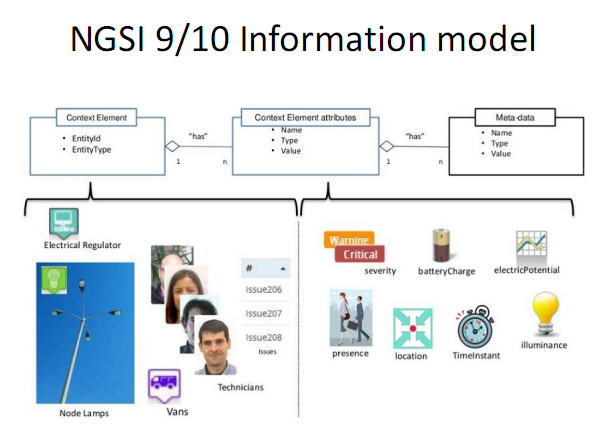 NGSI 9/10 Information model
Context Element
• EntityId
• EntityType
"has"
1
n
Context Element attributes
• Name
• Type
• Value
"has"
1
n
Meta-data
• Name
• Type
• Value
Electrical Regulator
Node Lamps
Technicians
Vans
#
Issue206
Issue207
Issue208
Issues
Warning
Critical
severity
batteryCharge
electricPotential
presence
location
TimeInstant
illuminance